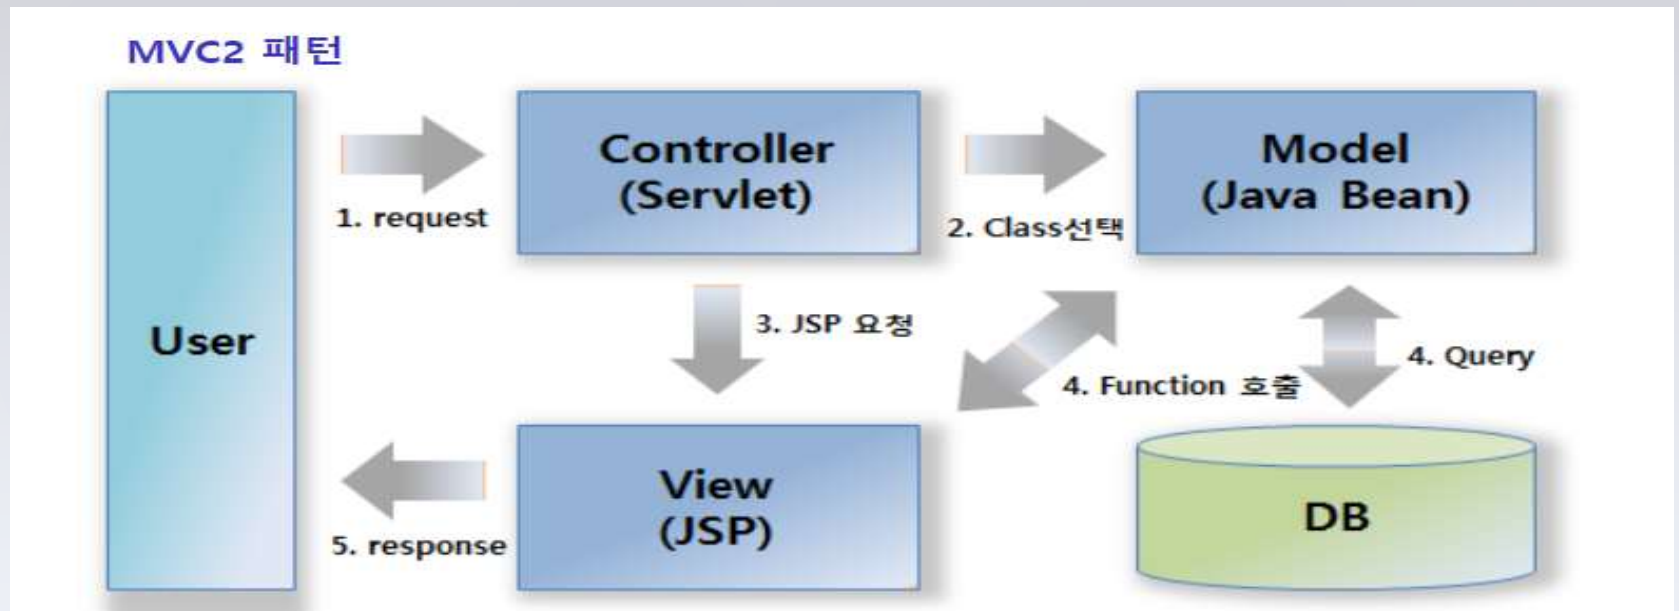 MVC2 패턴
User
1. request
Controller
(Servlet)
2. Class선택
Model
(Java Bean)
3. JSP 요청
4. Function 호출
4. Query
5. response
View
(JSP)
DB